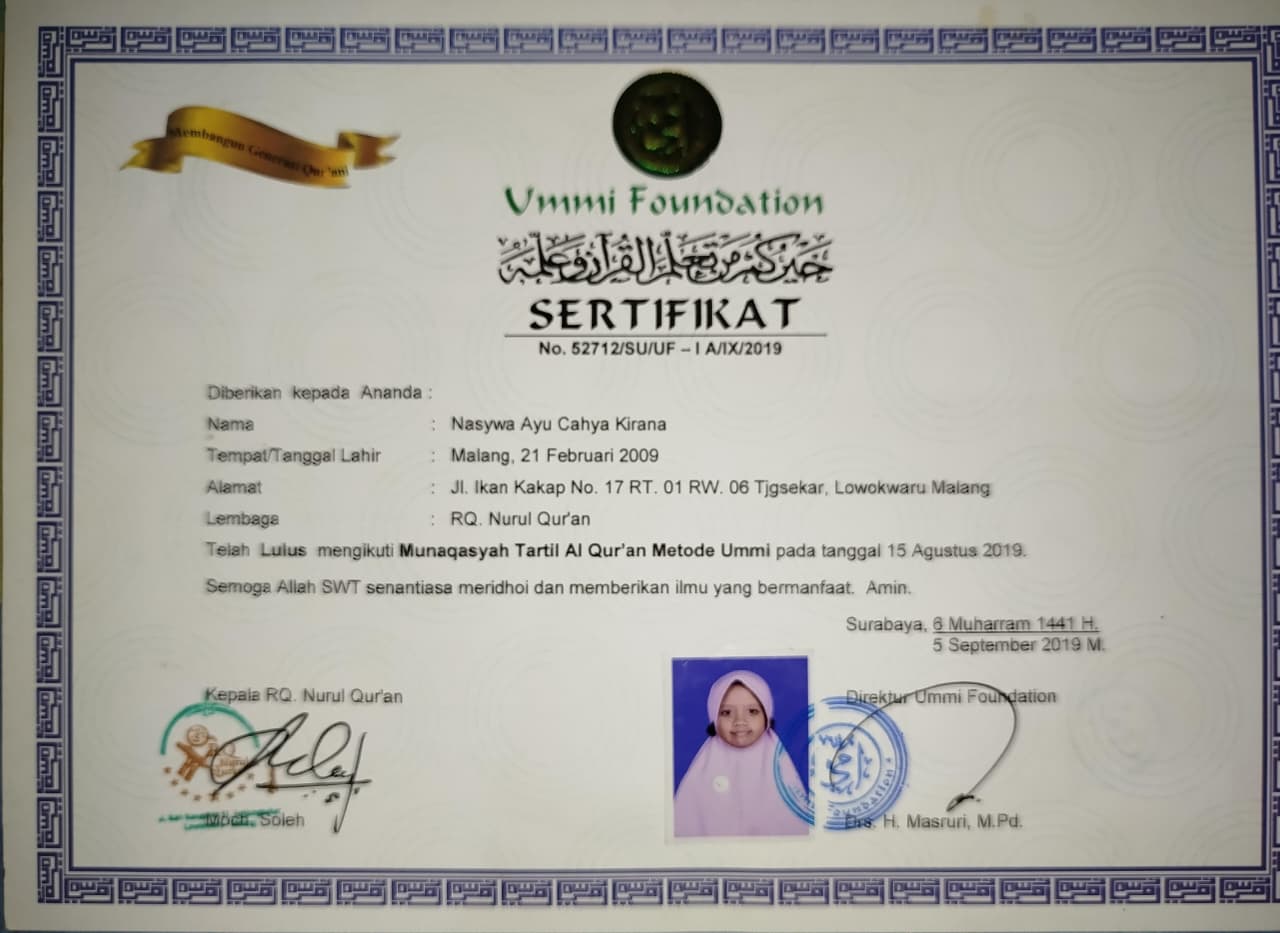 Membangun Generasi Qur'ani
Ummi Foundation
خيركم من تعلم القرآن وعلمه
SERTIFIKAT
No. 52712/SU/UF – I A/IX/2019
Diberikan kepada Ananda :
Nama : Nasywa Ayu Cahya Kirana
Tempat/Tanggal Lahir : Malang, 21 Februari 2009
Alamat : Jl. Ikan Kakap No. 17 RT. 01 RW. 06 Tjgsekar, Lowokwaru Malang
Lembaga : RQ. Nurul Qur'an
Telah Lulus mengikuti Munaqasyah Tartil Al Qur'an Metode Ummi pada tanggal 15 Agustus 2019.
Semoga Allah SWT senantiasa meridhoi dan memberikan ilmu yang bermanfaat. Amin.
Surabaya, 6 Muharram 1441 H.
5 September 2019 M.
Kepala RQ. Nurul Qur'an
Direktur Ummi Foundation
Moch. Soleh
Drs. H. Masruri, M.Pd.